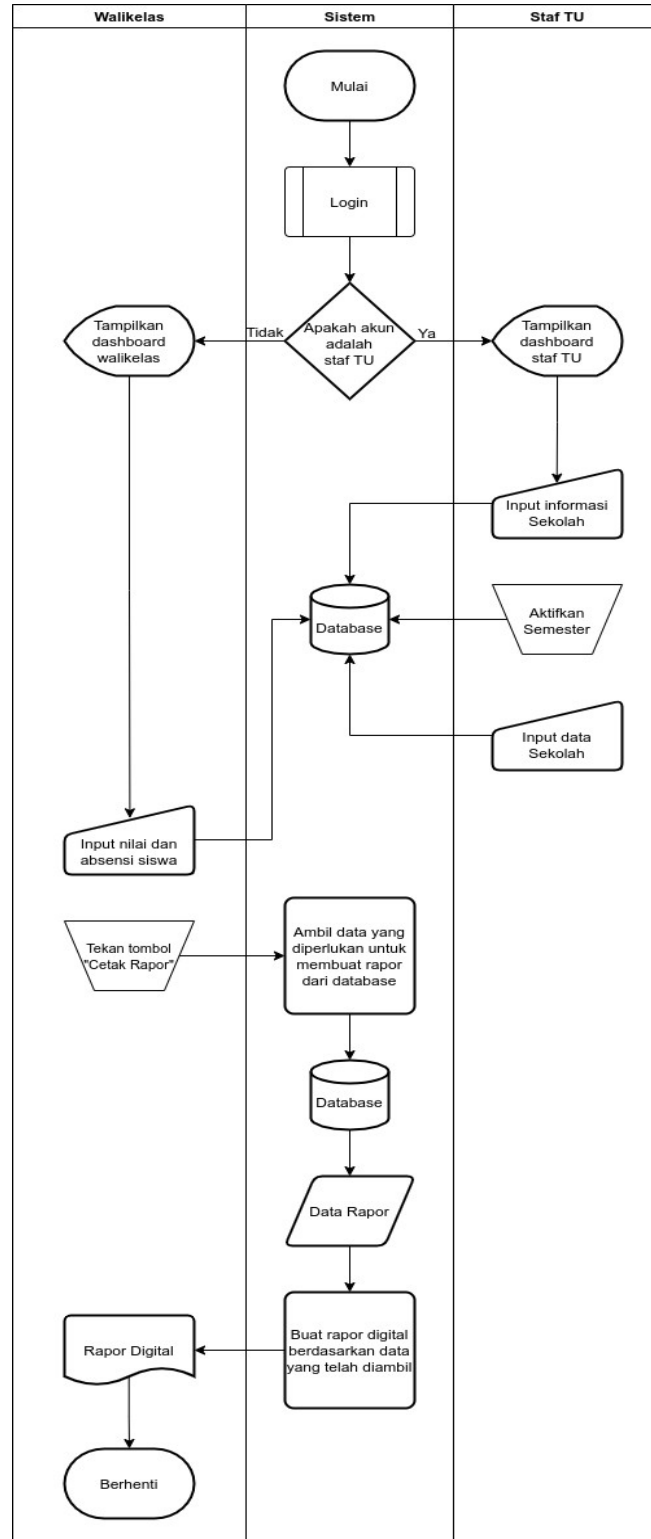 Walikelas
Sistem
Staf TU
Mulai
Login
Apakah akun
adalah
staf TU
Tidak
Ya
Tampilkan
dashboard
walikelas
Tampilkan
dashboard
staf TU
Input informasi
Sekolah
Database
Aktifkan
Semester
Input data
Sekolah
Input nilai dan
absensi siswa
Tekan tombol
"Cetak Rapor"
Ambil data yang
diperlukan untuk
membuat rapor
dari database
Database
Data Rapor
Buat rapor digital
berdasarkan data
yang telah diambil
Rapor Digital
Berhenti